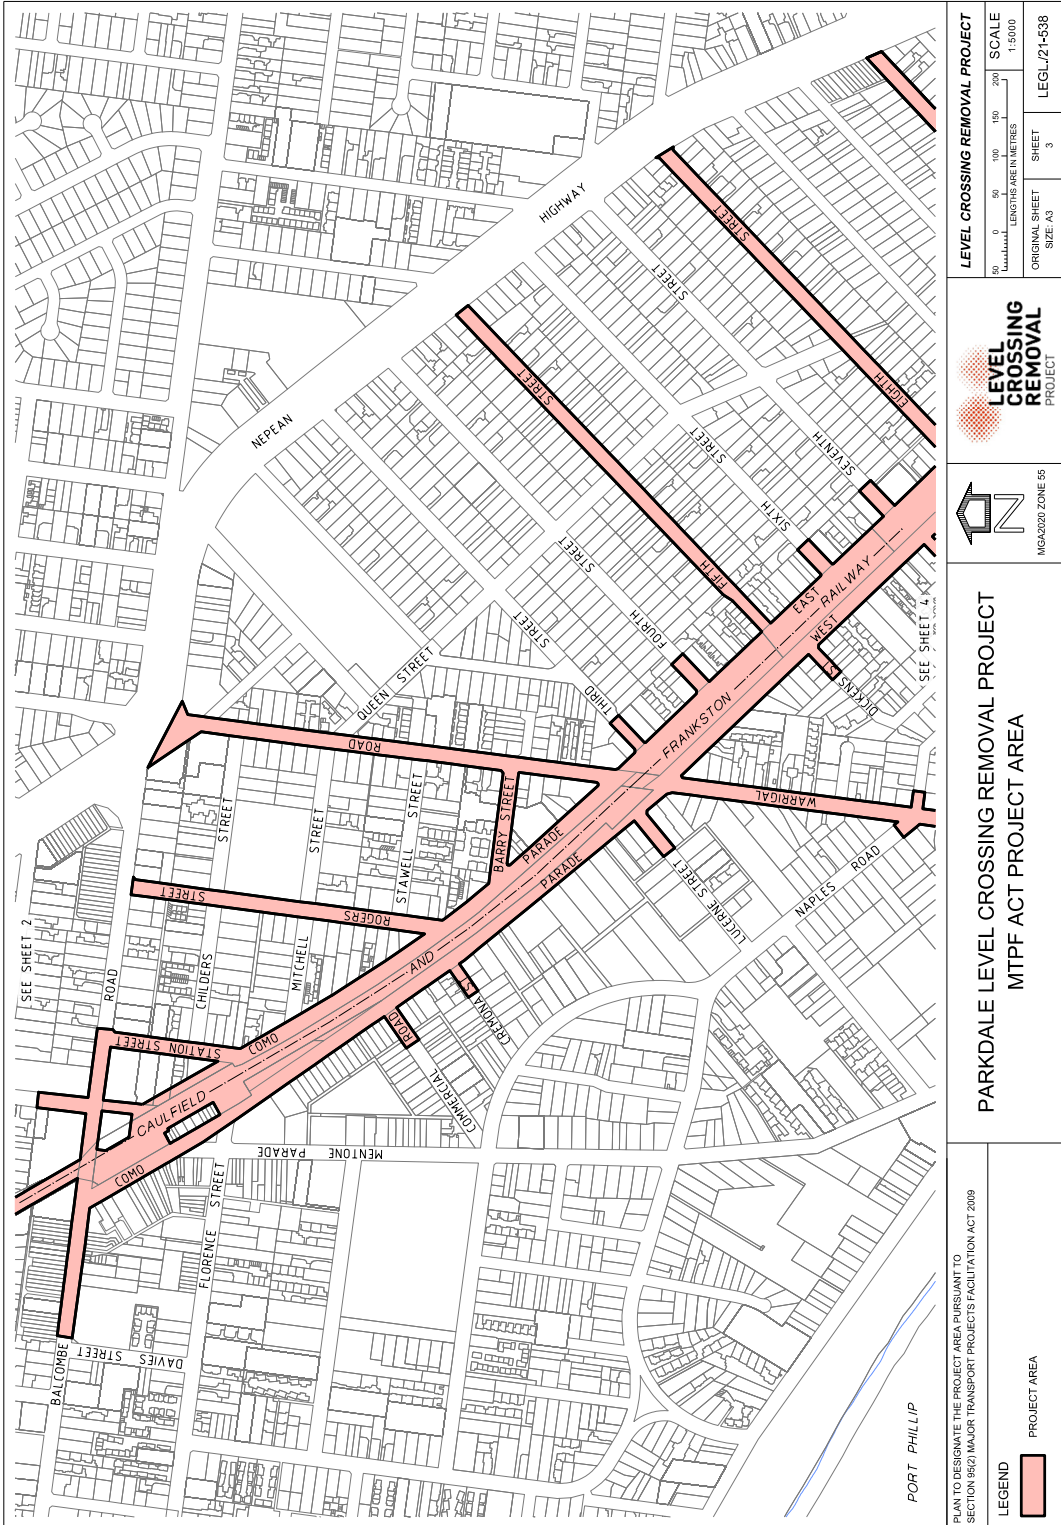 SEE SHEET 2
BALCOMBE
ROAD
DAVIES STREET
FLORENCE STREET
MENTONE PARADE
STATION STREET
CHILDERS
STREET
MITCHELL
STREET
STAWELL STREET
ROGERS
STREET
BARRY STREET
QUEEN STREET
ROAD
WARRIGAL
NEPEAN
HIGHWAY
COMO
PARADE
EAST
COMO
PARADE
WEST
CAULFIELD
AND
FRANKSTON
RAILWAY
COMMERCIAL
ROAD
CREMONA
ST
LUCERNE STREET
NAPLES ROAD
DICKENS
ST
THIRD
STREET
FOURTH
STREET
FIFTH
STREET
SIXTH
STREET
SEVENTH
STREET
EIGHTH
STREET
SEE SHEET 4
PORT PHILLIP
PLAN TO DESIGNATE THE PROJECT AREA PURSUANT TO
SECTION 95(2) MAJOR TRANSPORT PROJECTS FACILITATION ACT 2009
LEGEND
PROJECT AREA
PARKDALE LEVEL CROSSING REMOVAL PROJECT
MTPF ACT PROJECT AREA
N
MGA2020 ZONE 55
LEVEL
CROSSING
REMOVAL
PROJECT
LEVEL CROSSING REMOVAL PROJECT
50 0 50 100 150 200
LENGTHS ARE IN METRES
SCALE
1:5000
ORIGINAL SHEET
SIZE: A3
SHEET
3
LEGL./21-538